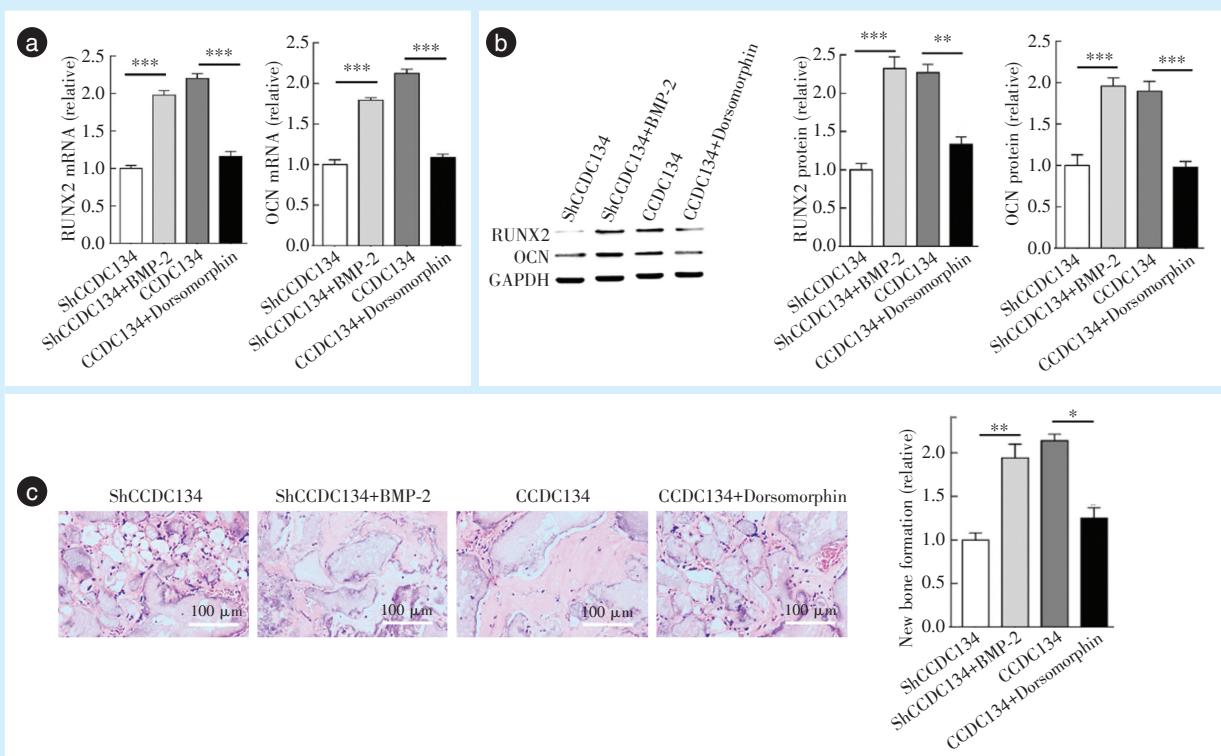 a
RUNX2 mRNA (relative)
2.5
2.0
1.5
1.0
0.5
0.0
***
***
ShCCDC134
ShCCDC134+BMP-2
CCDC134
CCDC134+Dorsomorphin
OCN mRNA (relative)
2.5
2.0
1.5
1.0
0.5
0.0
***
***
ShCCDC134
ShCCDC134+BMP-2
CCDC134
CCDC134+Dorsomorphin
b
ShCCDC134
ShCCDC134+BMP-2
CCDC134
CCDC134+Dorsomorphin
RUNX2
OCN
GAPDH
RUNX2 protein (relative)
2.5
2.0
1.5
1.0
0.5
0.0
***
**
ShCCDC134
ShCCDC134+BMP-2
CCDC134
CCDC134+Dorsomorphin
OCN protein (relative)
2.5
2.0
1.5
1.0
0.5
0.0
***
***
ShCCDC134
ShCCDC134+BMP-2
CCDC134
CCDC134+Dorsomorphin
c
ShCCDC134
ShCCDC134+BMP-2
CCDC134
CCDC134+Dorsomorphin
100 μm
100 μm
100 μm
100 μm
New bone formation (relative)
2.0
1.5
1.0
0.5
0.0
**
*
ShCCDC134
ShCCDC134+BMP-2
CCDC134
CCDC134+Dorsomorphin